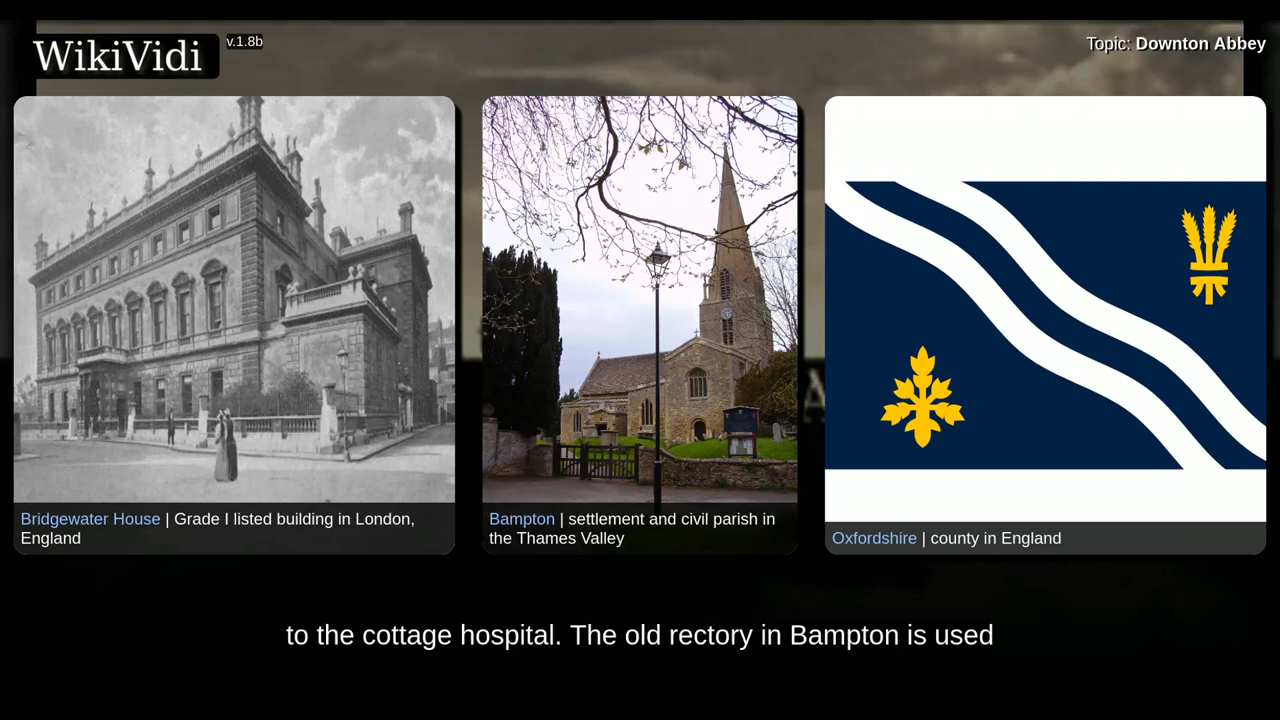 WikiVidi v.1.8b
Topic: Downton Abbey
Bridgewater House | Grade I listed building in London,
England
Bampton | settlement and civil parish in
the Thames Valley
Oxfordshire | county in England
to the cottage hospital. The old rectory in Bampton is used